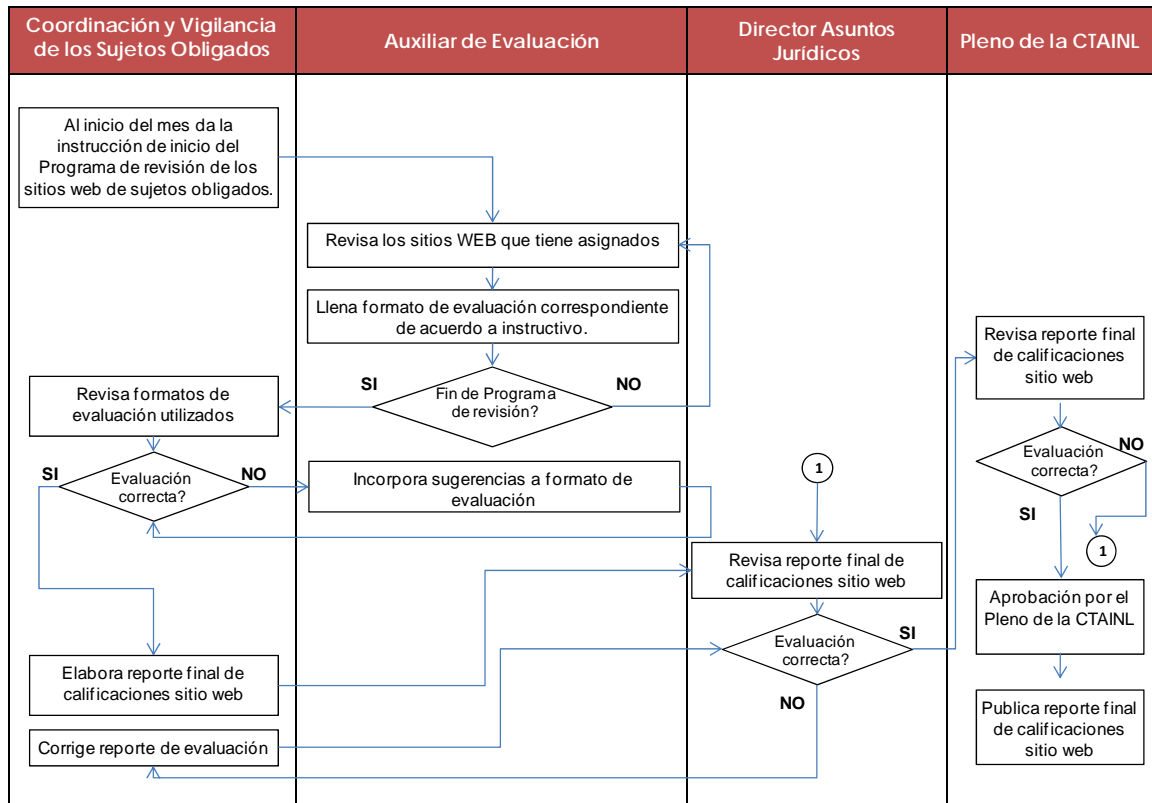 Coordinación y Vigilancia
de los Sujetos Obligados
Auxiliar de Evaluación
Director Asuntos
Jurídicos
Pleno de la CTAINL
Al inicio del mes da la
instrucción de inicio del
Programa de revisión de los
sitios web de sujetos obligados.
Revisa los sitios WEB que tiene asignados
Llena formato de evaluación correspondiente
de acuerdo a instructivo.
Fin de Programa
de revisión?
SI
NO
Revisa formatos de
evaluación utilizados
Evaluación
correcta?
SI
NO
Incorpora sugerencias a formato de
evaluación
Elabora reporte final de
calificaciones sitio web
Corrige reporte de evaluación
1
Revisa reporte final de
calificaciones sitio web
Evaluación
correcta?
SI
NO
Revisa reporte final
de calificaciones
sitio web
Evaluación
correcta?
NO
SI
1
Aprobación por el
Pleno de la CTAINL
Publica reporte final
de calificaciones
sitio web